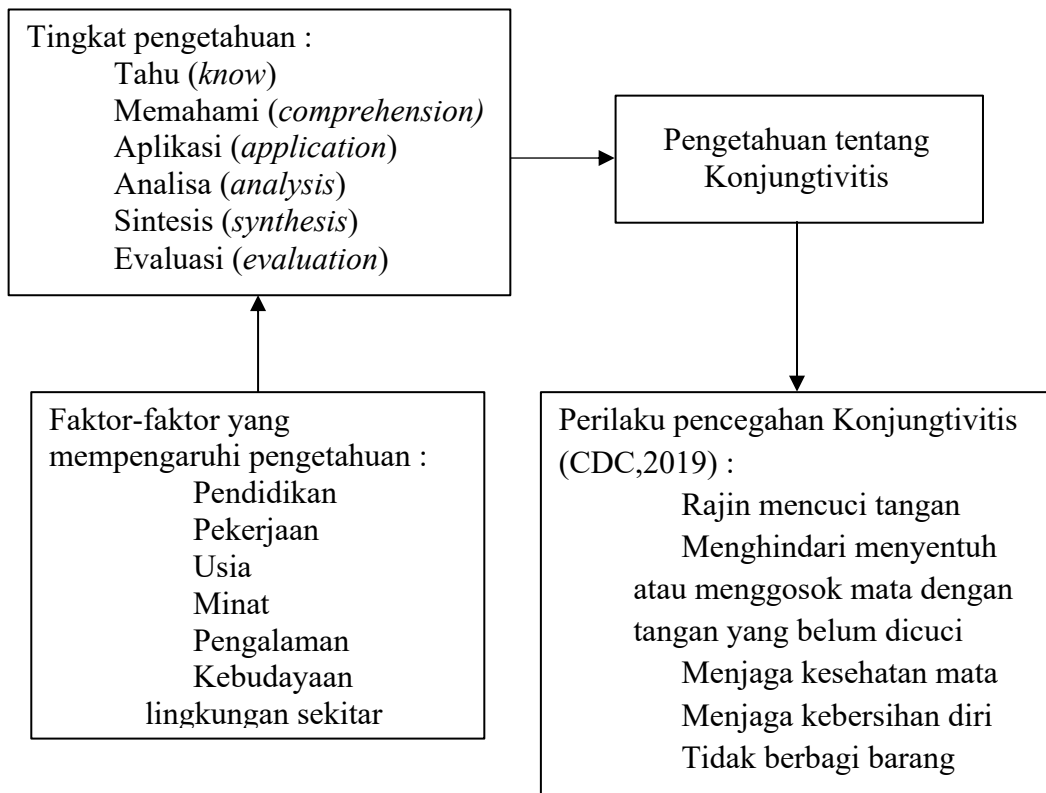 Tingkat pengetahuan :
Tahu (know)
Memahami (comprehension)
Aplikasi (application)
Analisa (analysis)
Sintesis (synthesis)
Evaluasi (evaluation)
Pengetahuan tentang
Konjungtivitis
Faktor-faktor yang
mempengaruhi pengetahuan :
Pendidikan
Pekerjaan
Usia
Minat
Pengalaman
Kebudayaan
lingkungan sekitar
Perilaku pencegahan Konjungtivitis
(CDC,2019) :
Rajin mencuci tangan
Menghindari menyentuh
atau menggosok mata dengan
tangan yang belum dicuci
Menjaga kesehatan mata
Menjaga kebersihan diri
Tidak berbagi barang